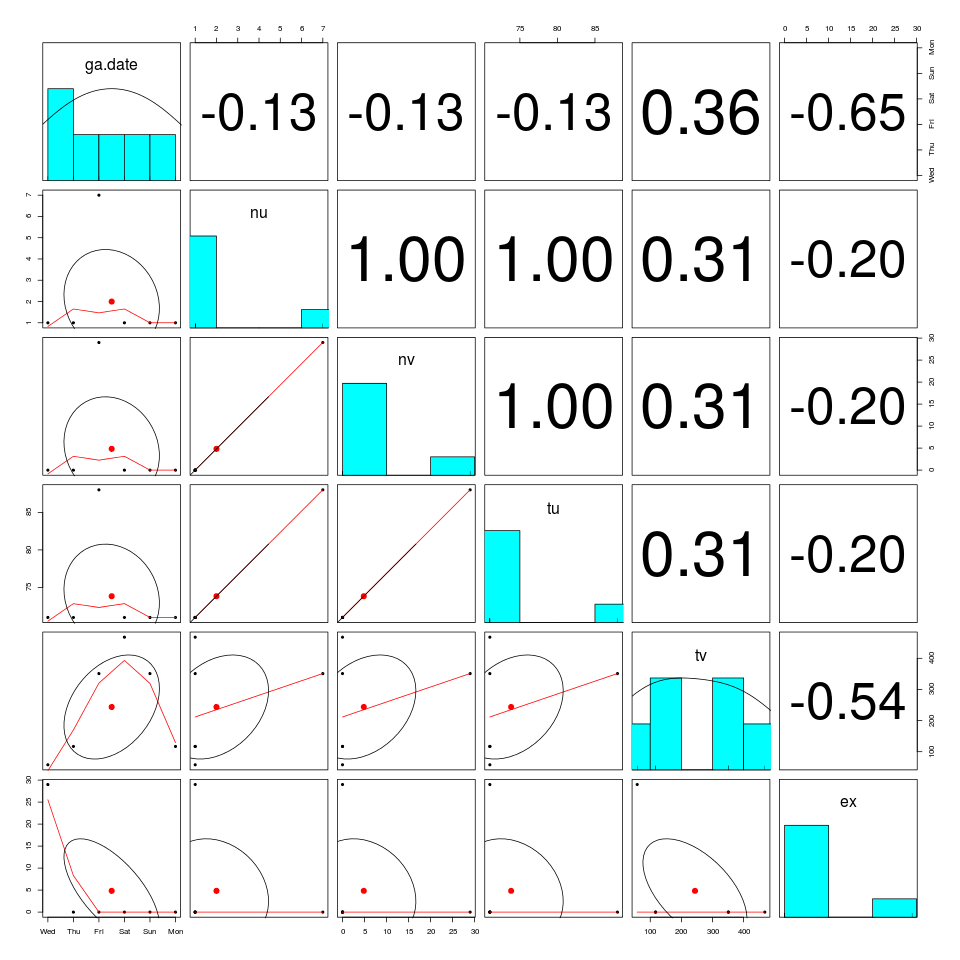 1 2 3 4 5 6 7 75 80 85 0 5 10 15 20 25 30
ga.date -0.13 -0.13 -0.13 0.36 -0.65
Wed Thu Fri Sat Sun Mon
1 2 3 4 5 6 7
nu 1.00 1.00 0.31 -0.20
nv 1.00 0.31 -0.20
0 5 10 15 20 25 30
75 80 85
tu 0.31 -0.20
tv -0.54
100 200 300 400
0 5 10 15 20 25 30
ex
Wed Thu Fri Sat Sun Mon 0 5 10 15 20 25 30 100 200 300 400